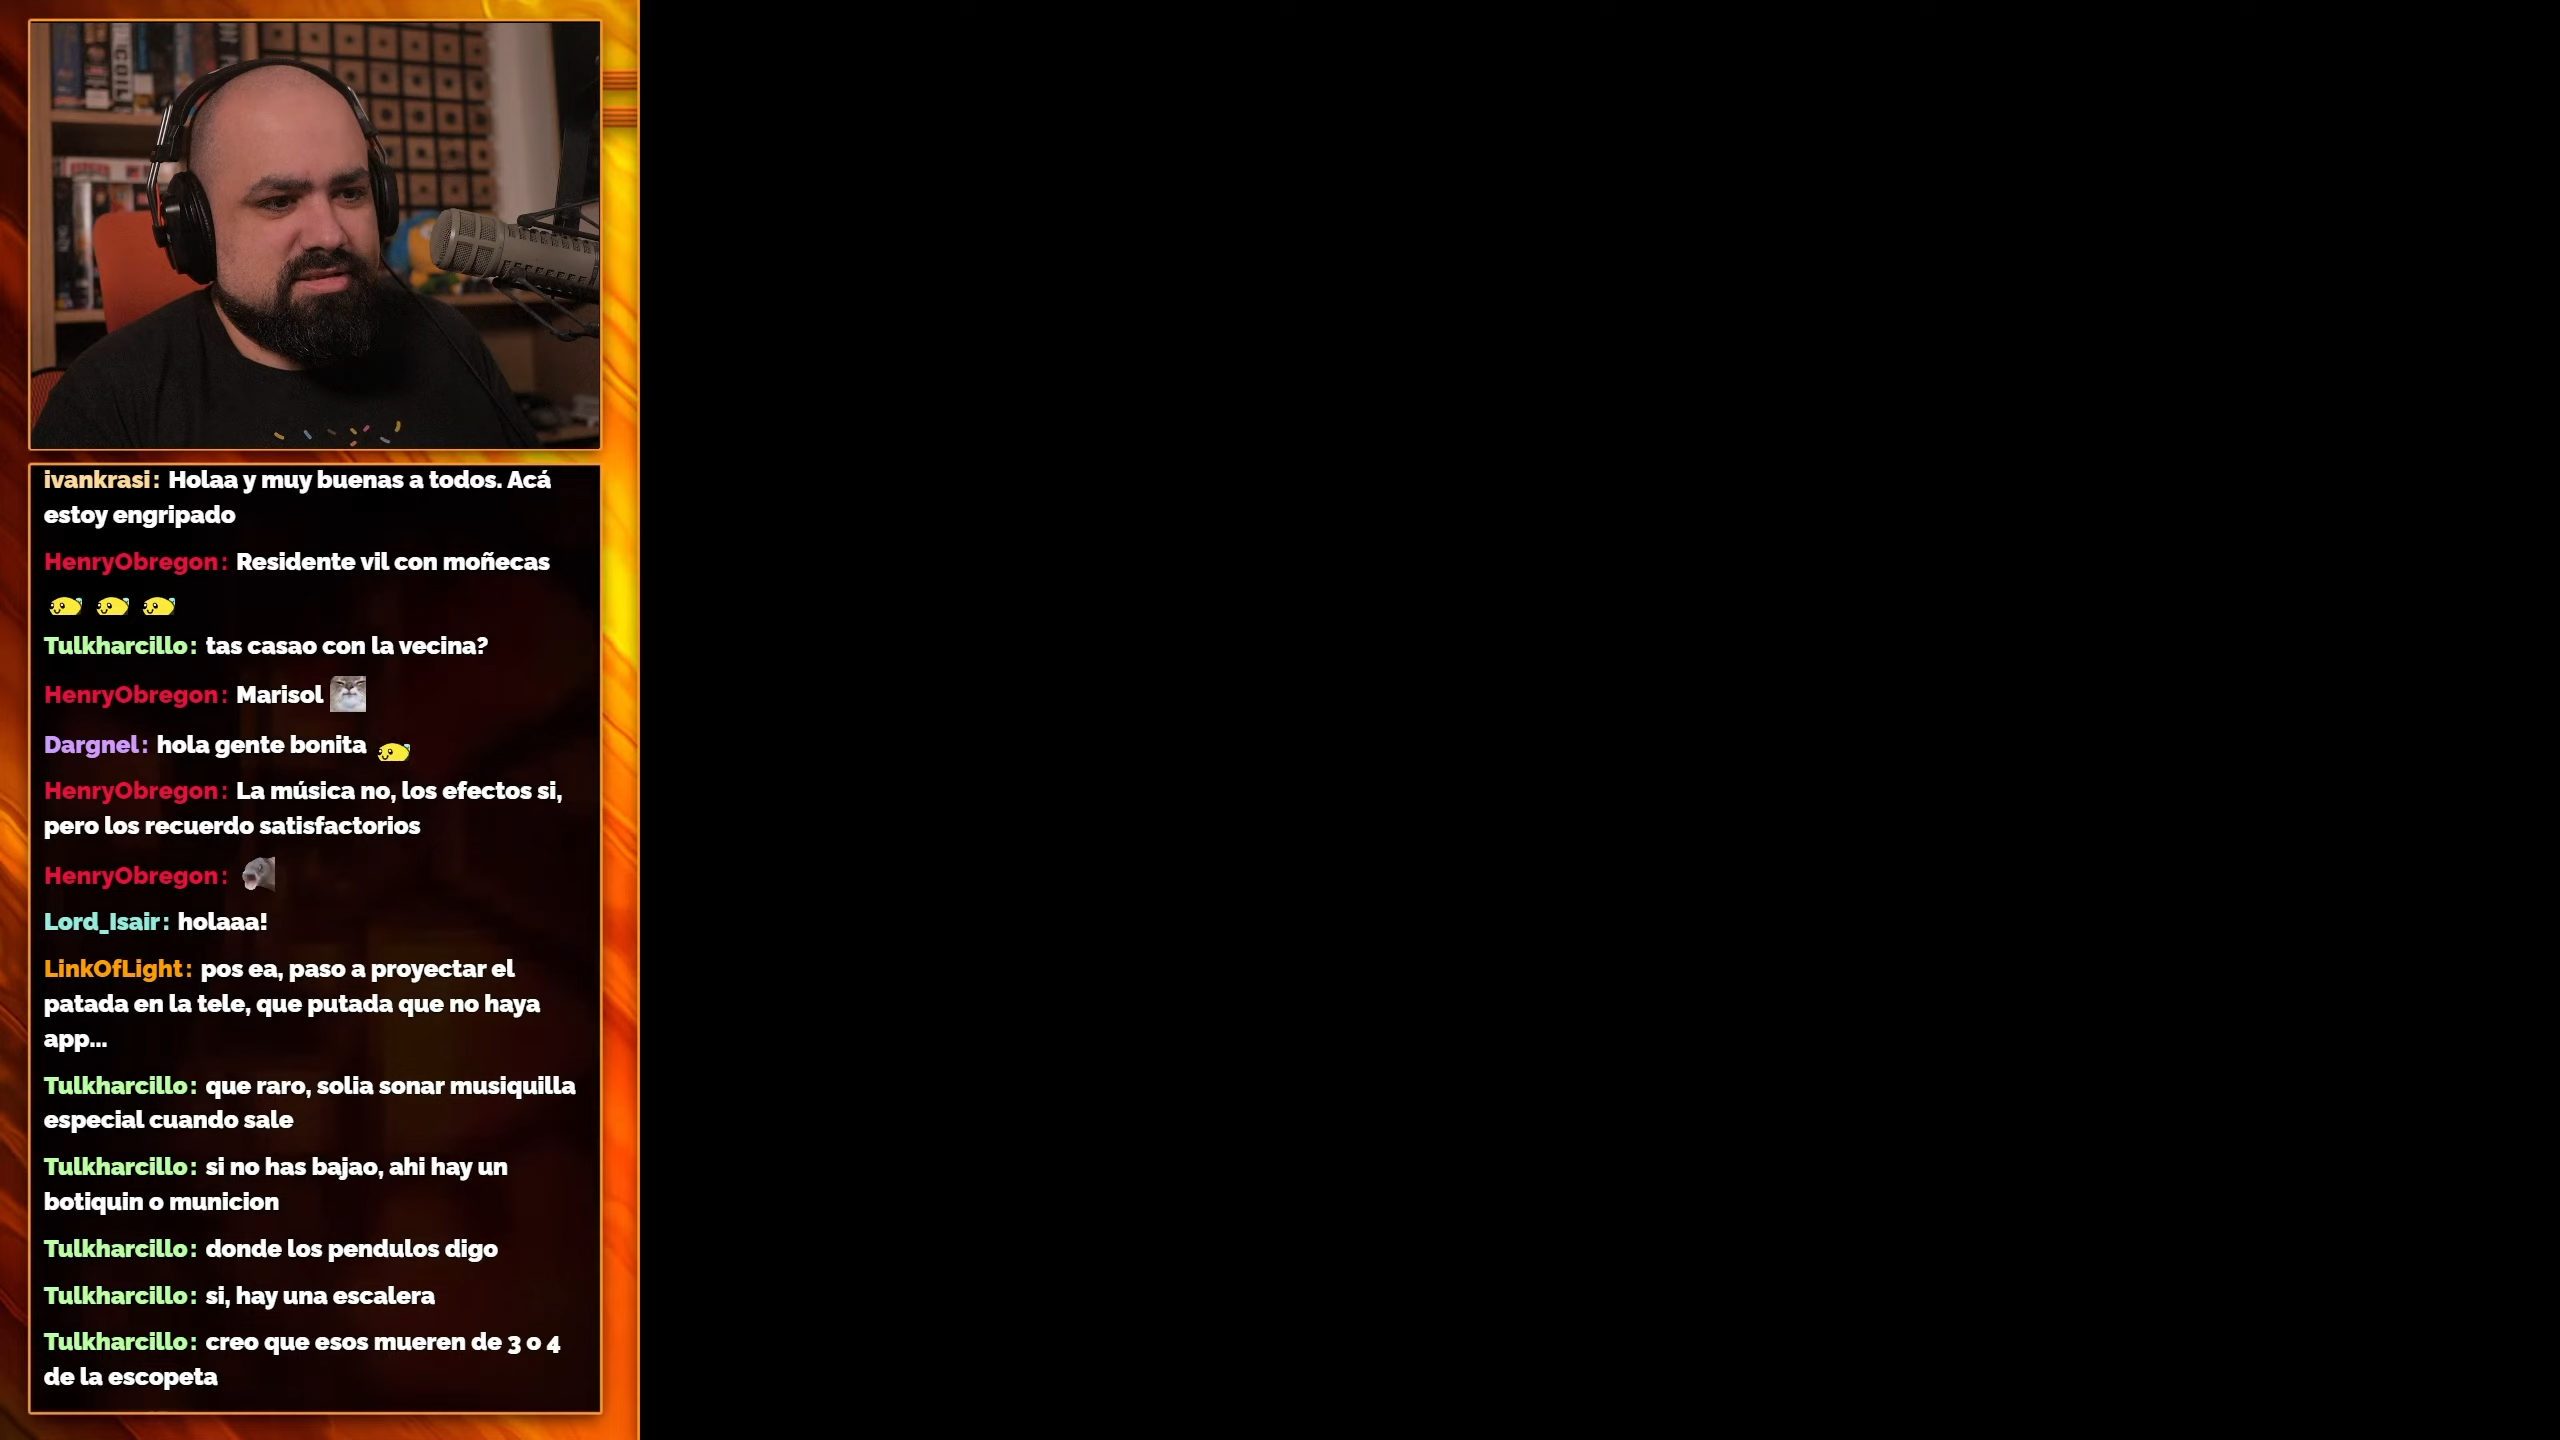 COIL
KING
ivankrasi: Holaa y muy buenas a todos. Acá
estoy engripado
HenryObregon: Residente vil con moñecas
Tulkharcillo: tas casao con la vecina?
HenryObregon: Marisol
Dargnel: hola gente bonita
HenryObregon: La música no, los efectos si,
pero los recuerdo satisfactorios
HenryObregon:
Lord_Isair: holaaa!
LinkOfLight: pos ea, paso a proyectar el
patada en la tele, que putada que no haya
app...
Tulkharcillo: que raro, solia sonar musiquilla
especial cuando sale
Tulkharcillo: si no has bajao, ahi hay un
botiquin o municion
Tulkharcillo: donde los pendulos digo
Tulkharcillo: si, hay una escalera
Tulkharcillo: creo que esos mueren de 3 o 4
de la escopeta